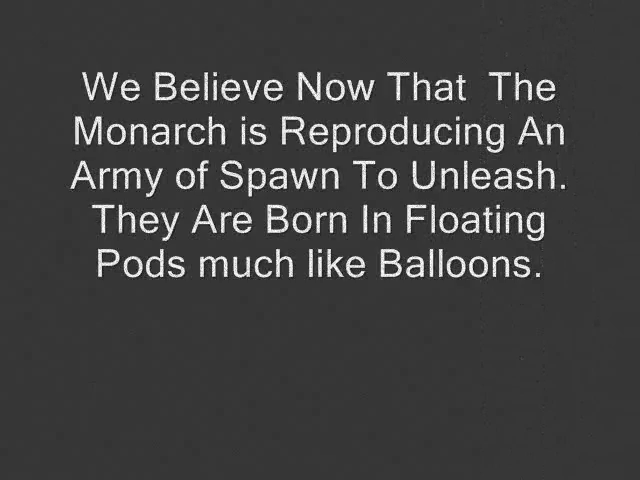 We Believe Now That  The
Monarch is Reproducing An
Army of Spawn To Unleash.
They Are Born In Floating
Pods much like Balloons.